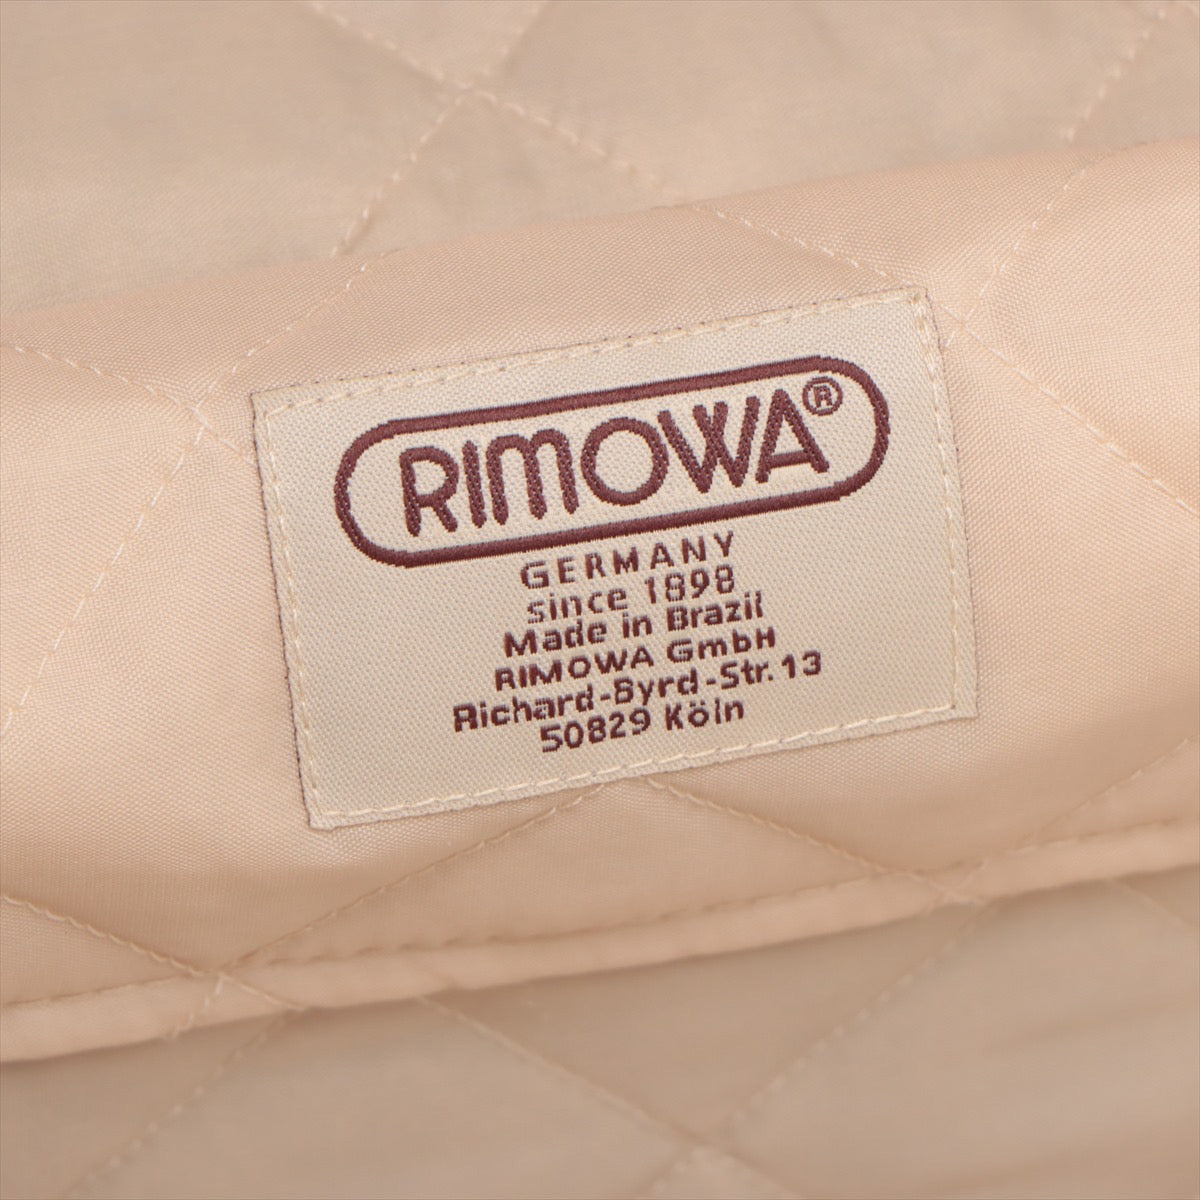 RIMOWA®
GERMANY
since 1898
Made in Brazil
RIMOWA GmbH
Richard-Byrd-Str. 13
50829 Köln